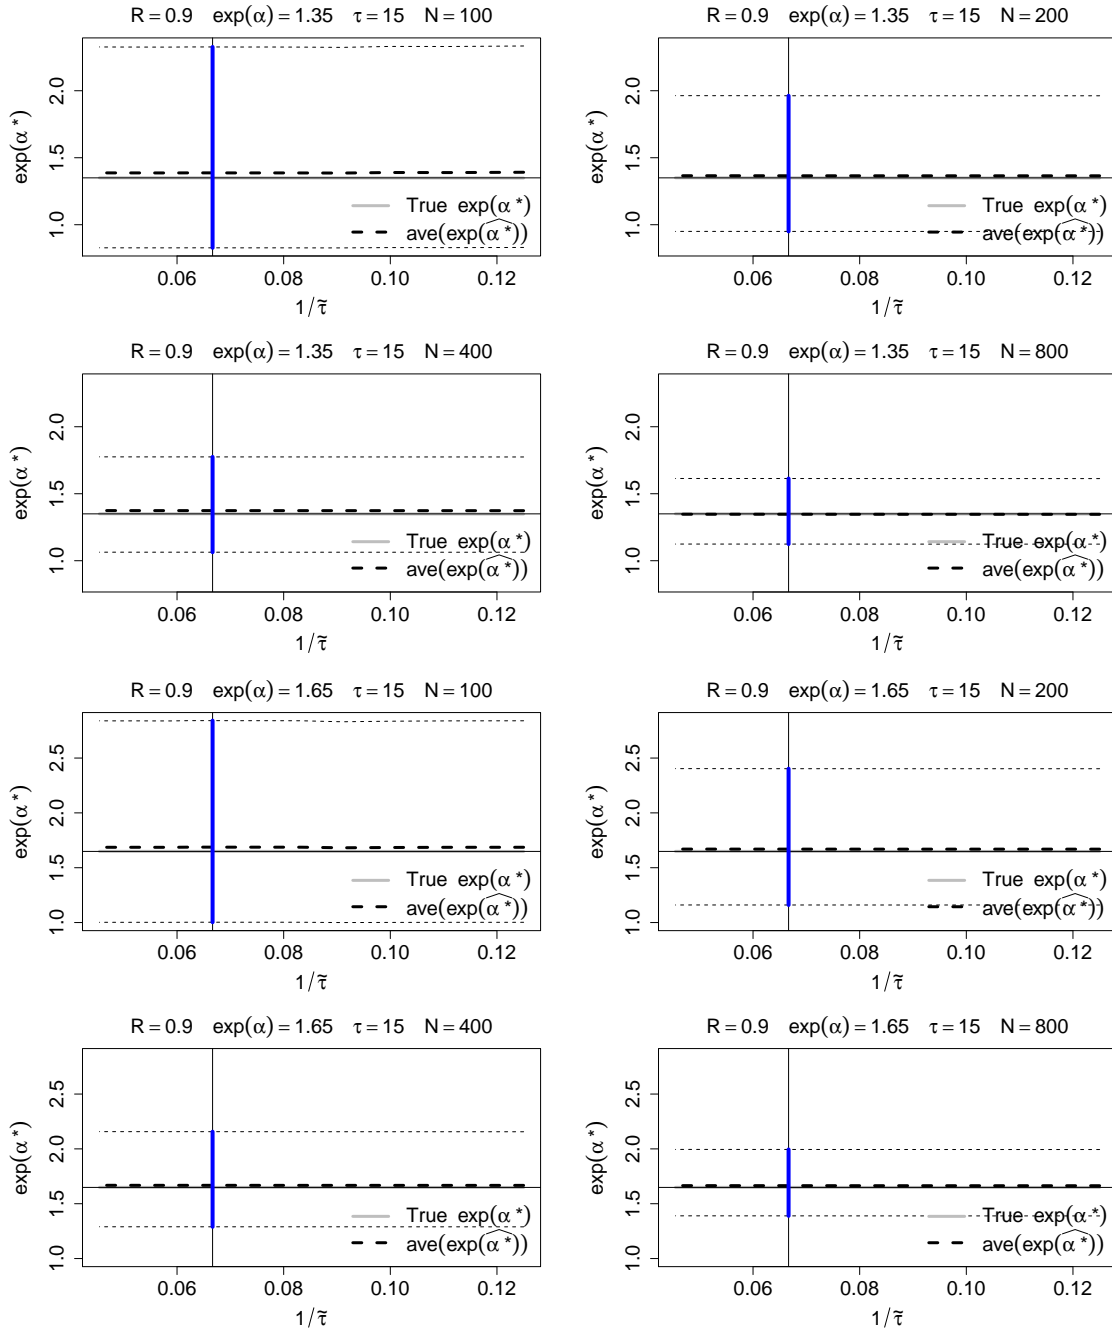 R = 0.9 exp(α) = 1.35 τ = 15 N = 100
exp(α*)
2.0
1.5
1.0
True exp(α*)
ave(exp(α̂*))
0.06 0.08 0.10 0.12
1/τ̃
R = 0.9 exp(α) = 1.35 τ = 15 N = 200
exp(α*)
2.0
1.5
1.0
True exp(α*)
ave(exp(α̂*))
0.06 0.08 0.10 0.12
1/τ̃
R = 0.9 exp(α) = 1.35 τ = 15 N = 400
exp(α*)
2.0
1.5
1.0
True exp(α*)
ave(exp(α̂*))
0.06 0.08 0.10 0.12
1/τ̃
R = 0.9 exp(α) = 1.35 τ = 15 N = 800
exp(α*)
2.0
1.5
1.0
True exp(α*)
ave(exp(α̂*))
0.06 0.08 0.10 0.12
1/τ̃
R = 0.9 exp(α) = 1.65 τ = 15 N = 100
exp(α*)
2.5
2.0
1.5
1.0
True exp(α*)
ave(exp(α̂*))
0.06 0.08 0.10 0.12
1/τ̃
R = 0.9 exp(α) = 1.65 τ = 15 N = 200
exp(α*)
2.5
2.0
1.5
1.0
True exp(α*)
ave(exp(α̂*))
0.06 0.08 0.10 0.12
1/τ̃
R = 0.9 exp(α) = 1.65 τ = 15 N = 400
exp(α*)
2.5
2.0
1.5
1.0
True exp(α*)
ave(exp(α̂*))
0.06 0.08 0.10 0.12
1/τ̃
R = 0.9 exp(α) = 1.65 τ = 15 N = 800
exp(α*)
2.5
2.0
1.5
1.0
True exp(α*)
ave(exp(α̂*))
0.06 0.08 0.10 0.12
1/τ̃